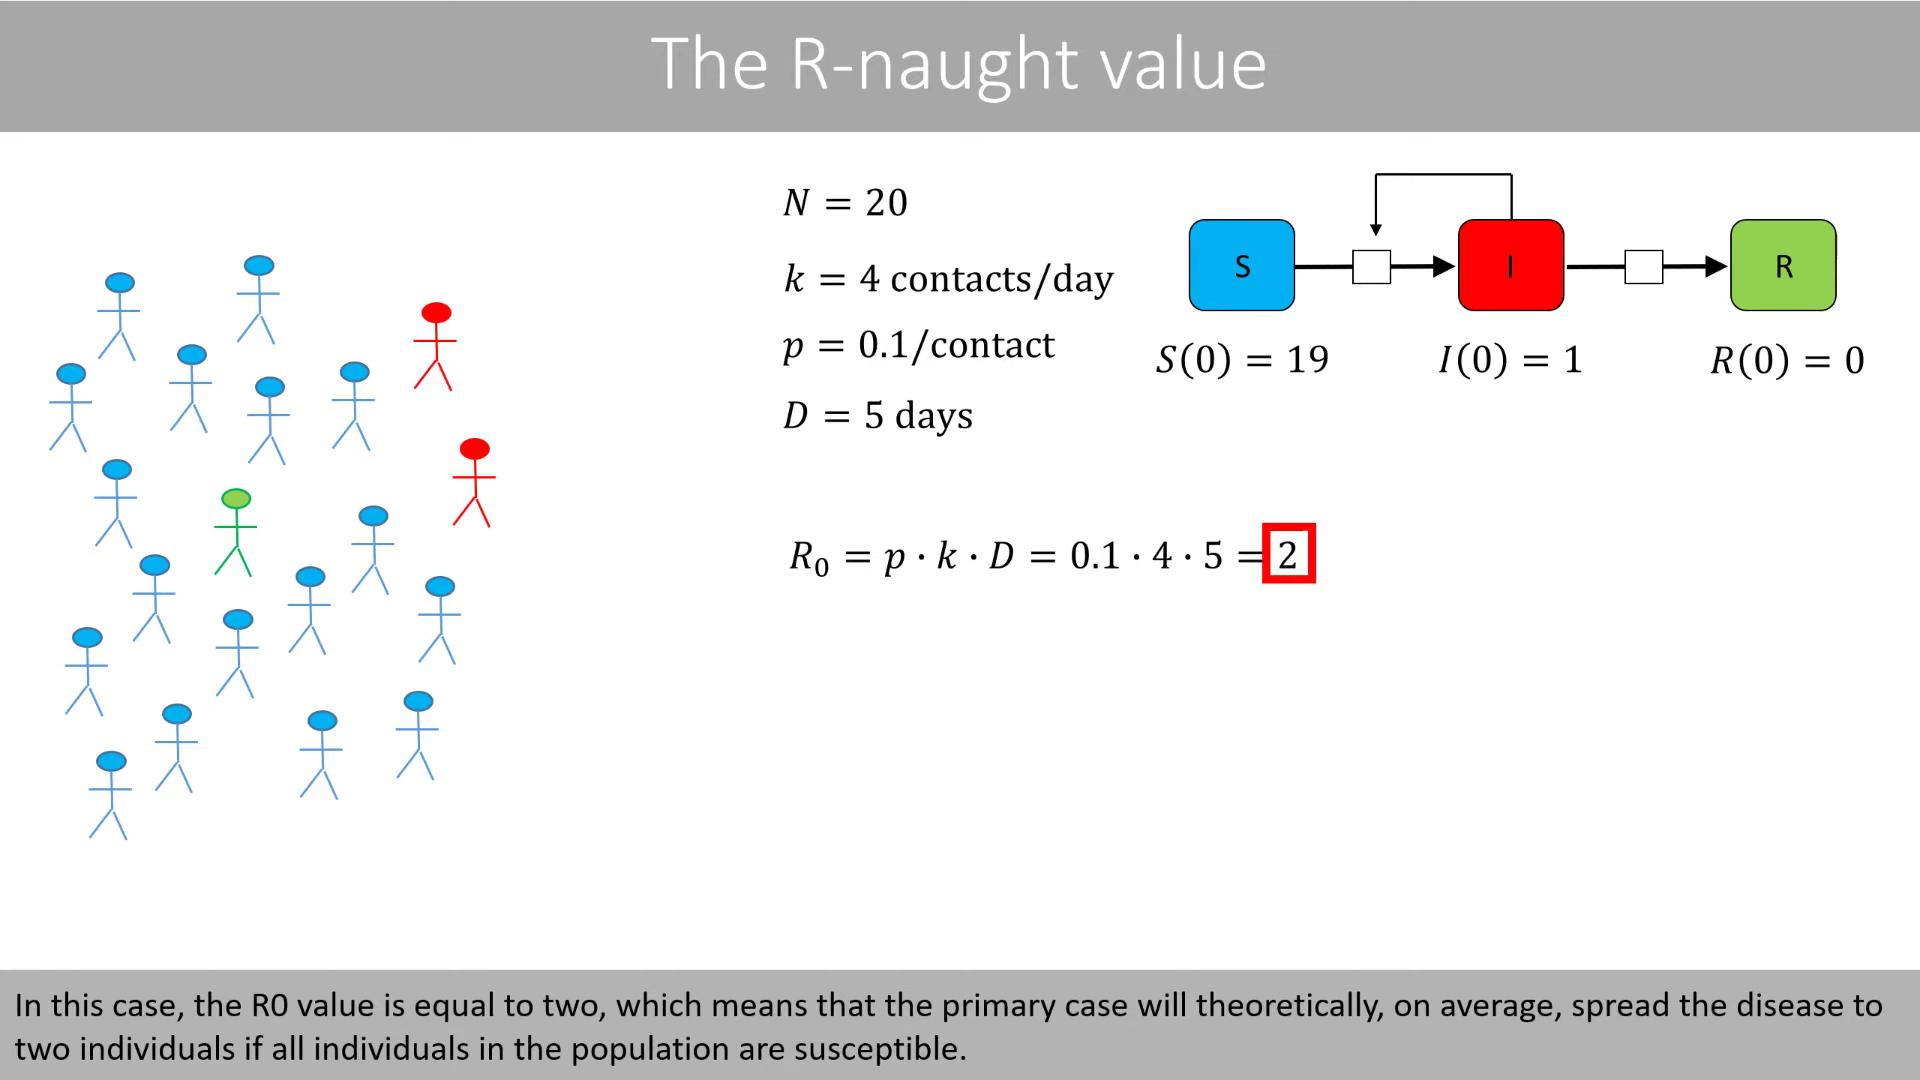 The R-naught value
N = 20
k = 4 contacts/day
p = 0.1/contact
D = 5 days
S
I
R
S(0) = 19
I(0) = 1
R(0) = 0
R₀ = p · k · D = 0.1 · 4 · 5 = 2
In this case, the R0 value is equal to two, which means that the primary case will theoretically, on average, spread the disease to
two individuals if all individuals in the population are susceptible.